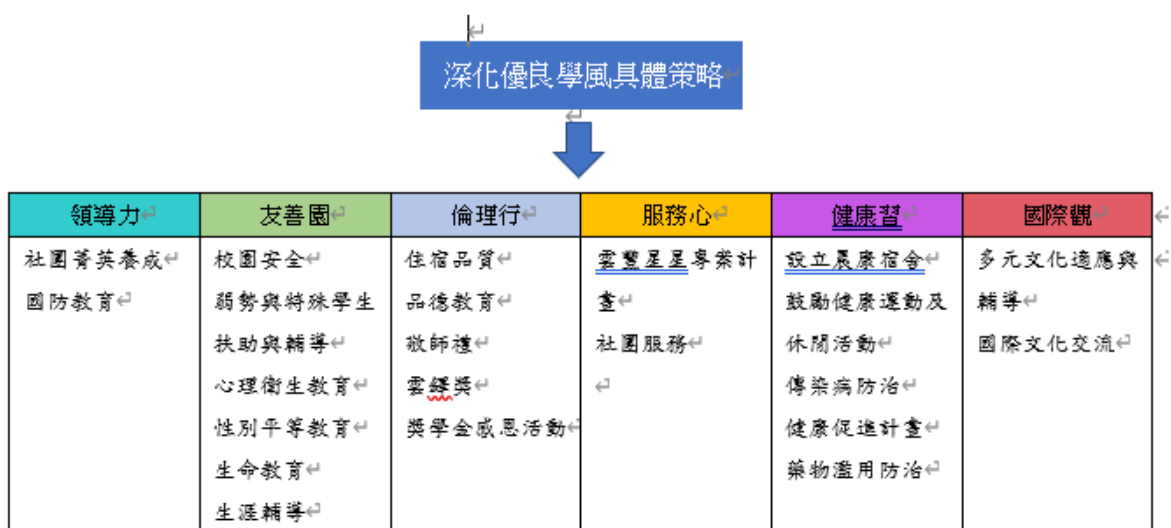 深化優良學風具體策略
領導力
友善園
倫理行
服務心
健康習
國際觀
社團菁英養成
國防教育
校園安全
弱勢與特殊學生
扶助與輔導
心理衛生教育
性別平等教育
生命教育
生涯輔導
住宿品質
品德教育
敬師禮
雲鐸獎
獎學金感恩活動
雲豐星星專案計
畫
社團服務
設立晨康宿舍
鼓勵健康運動及
休閒活動
傳染病防治
健康促進計畫
藥物濫用防治
多元文化適應與
輔導
國際文化交流